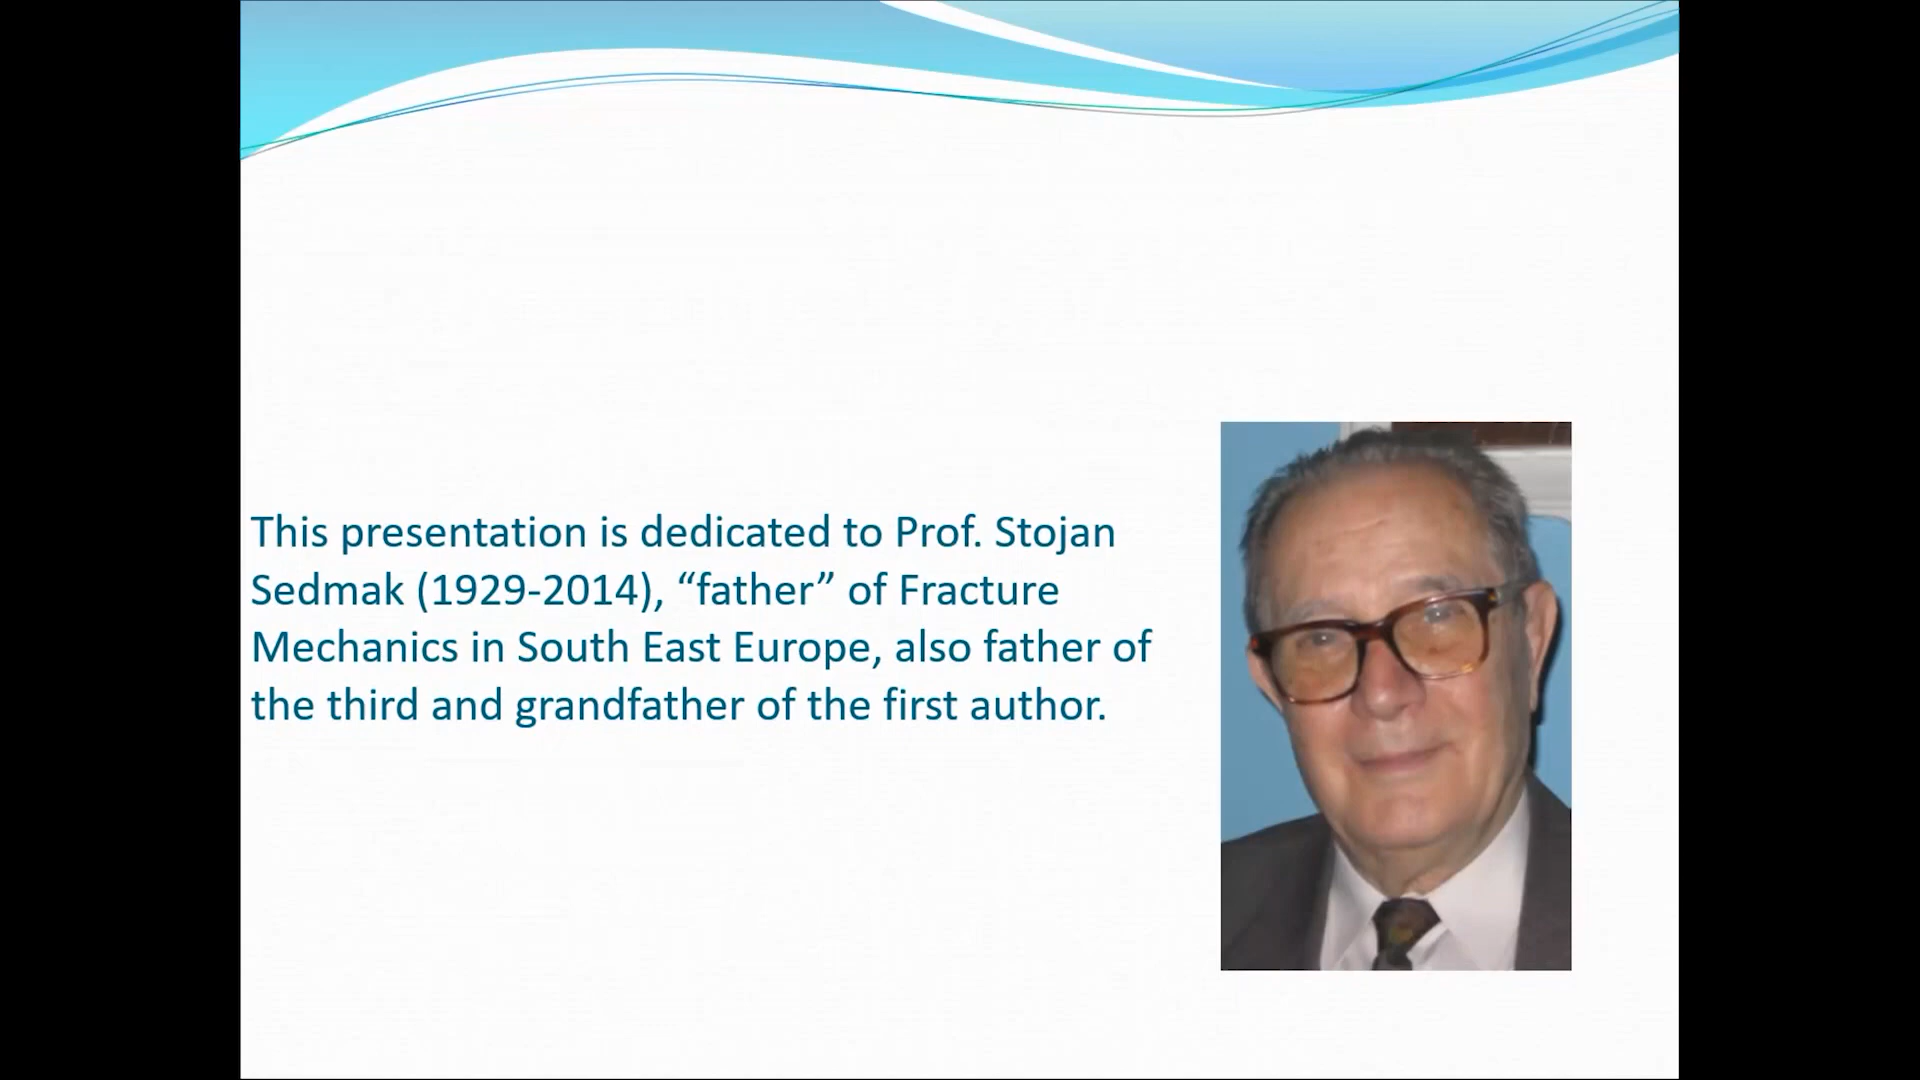 This presentation is dedicated to Prof. Stojan
Sedmak (1929-2014), “father” of Fracture
Mechanics in South East Europe, also father of
the third and grandfather of the first author.